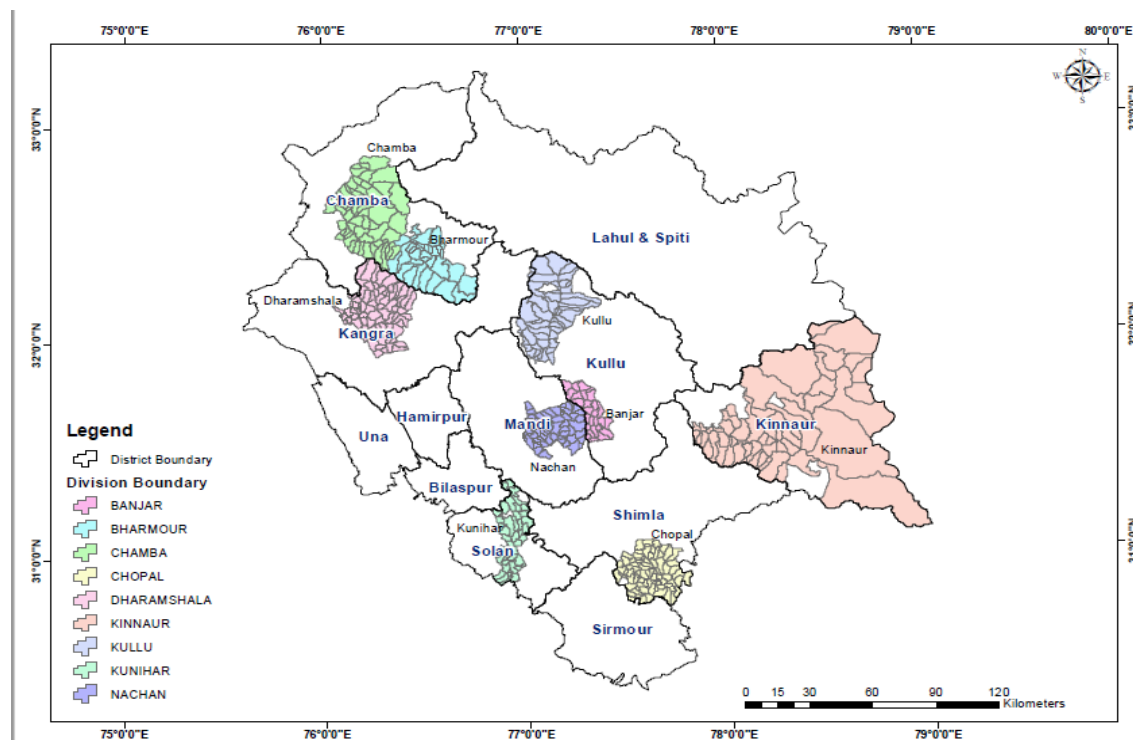 75°0'0"E 76°0'0"E 77°0'0"E 78°0'0"E 79°0'0"E 80°0'0"E
N
W E
S
33°0'0"N
32°0'0"N
31°0'0"N
Chamba
Chamba
Bharmour
Lahul & Spiti
Dharamshala
Kangra
Kullu
Kullu
Hamirpur
Banjar
Una
Mandi
Kinnaur
Kinnaur
Nachan
Bilaspur
Shimla
Kunihar
Chopal
Solan
Sirmour
Legend
District Boundary
Division Boundary
BANJAR
BHARMOUR
CHAMBA
CHOPAL
DHARAMSHALA
KINNAUR
KULLU
KUNIHAR
NACHAN
0 15 30 60 90 120
Kilometers
75°0'0"E 76°0'0"E 77°0'0"E 78°0'0"E 79°0'0"E